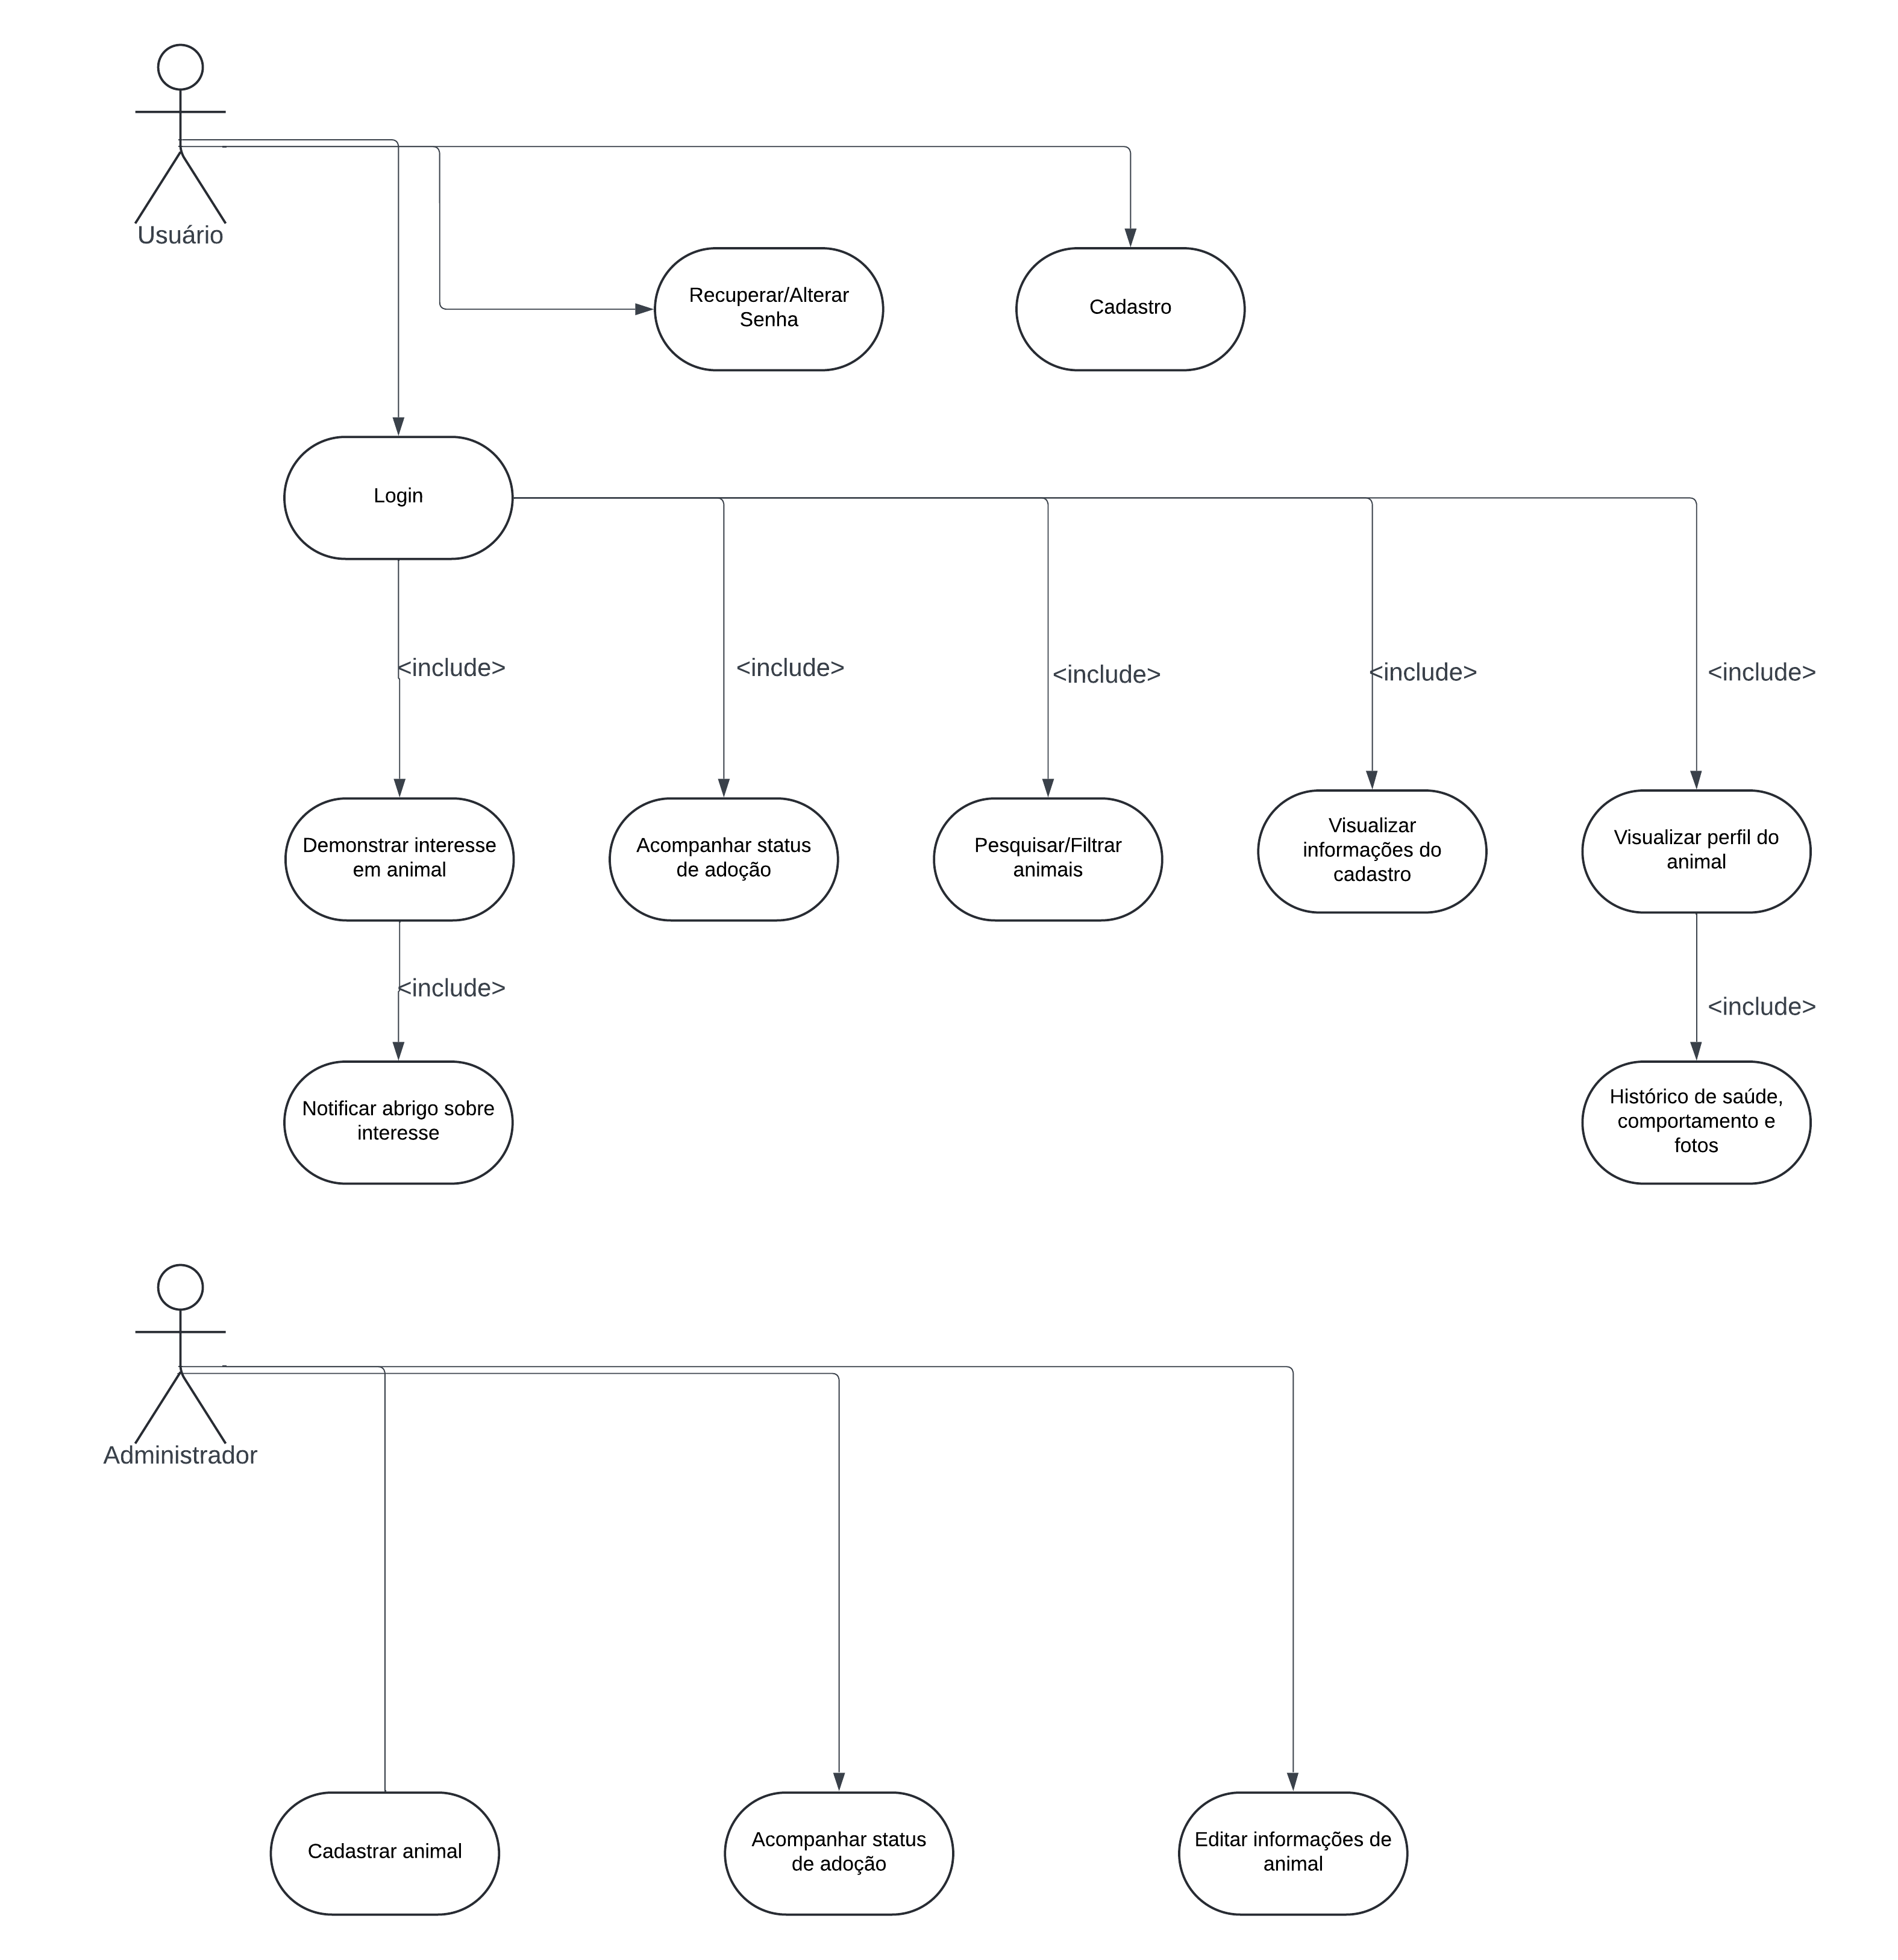 Usuário
Recuperar/Alterar
Senha
Cadastro
Login
<include>
<include>
<include>
<include>
<include>
Demonstrar interesse
em animal
Acompanhar status
de adoção
Pesquisar/Filtrar
animais
Visualizar
informações do
cadastro
Visualizar perfil do
animal
<include>
<include>
Notificar abrigo sobre
interesse
Histórico de saúde,
comportamento e
fotos
Administrador
Cadastrar animal
Acompanhar status
de adoção
Editar informações de
animal